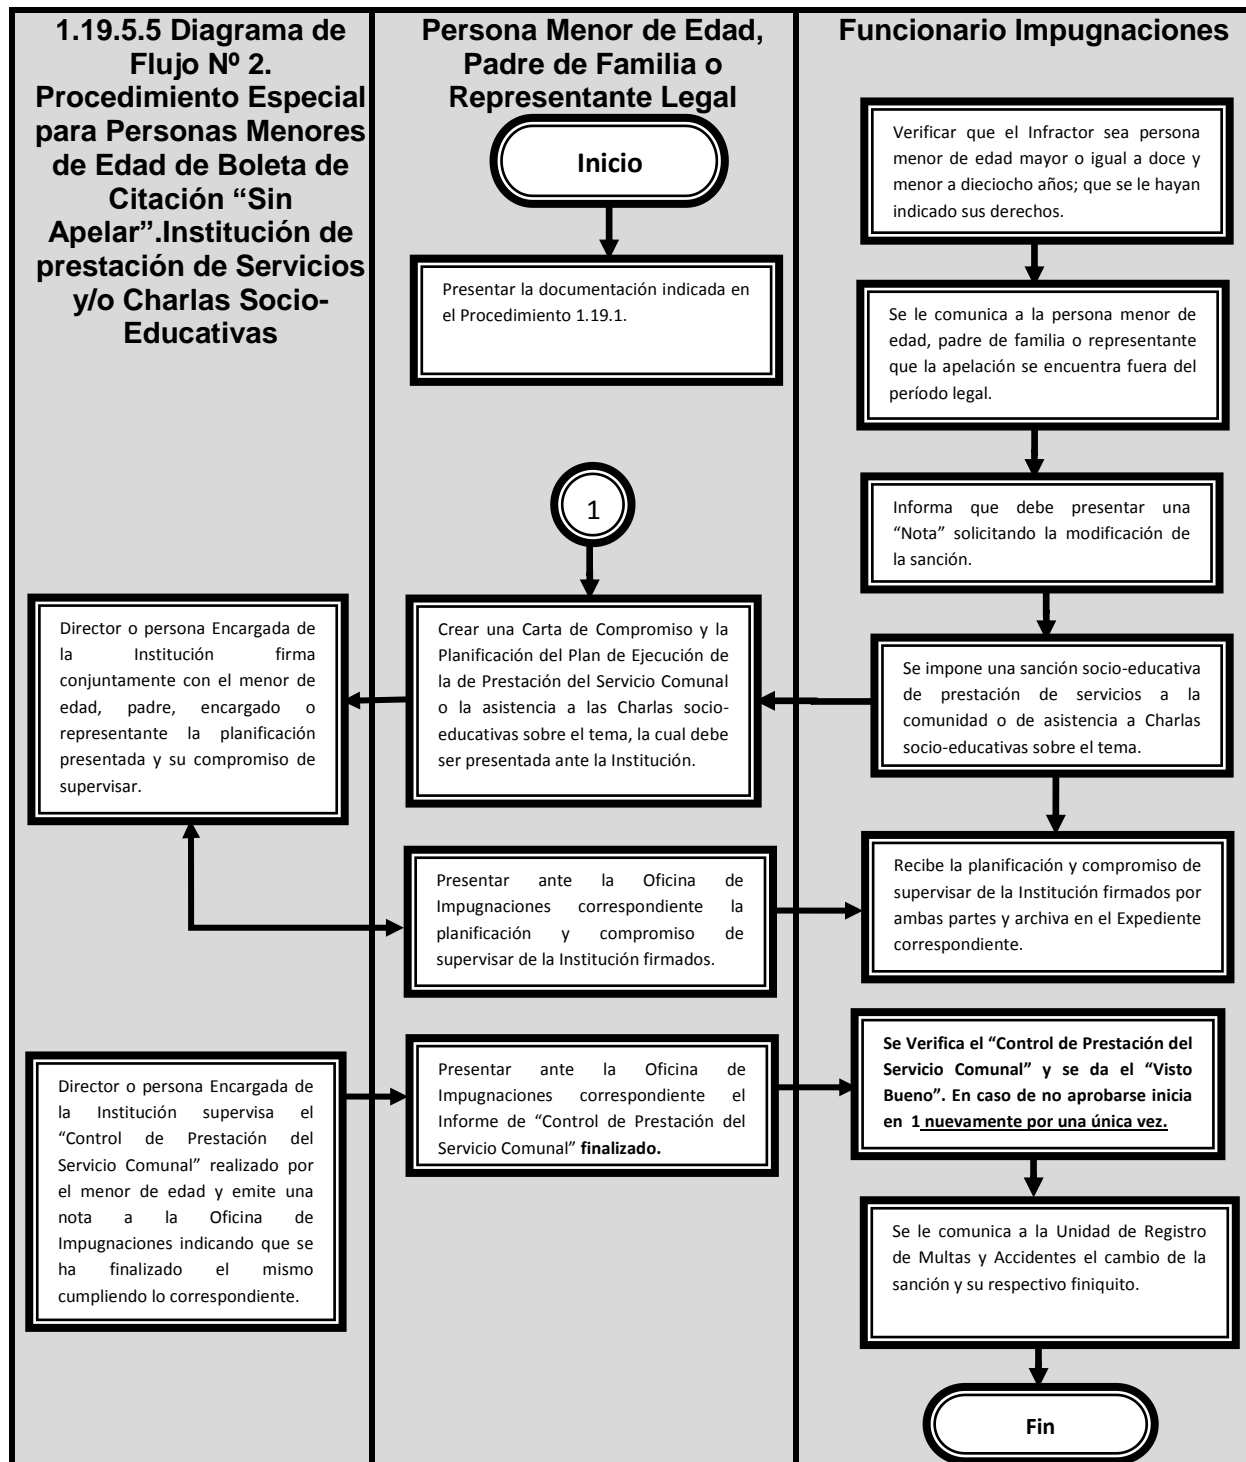 1.19.5.5 Diagrama de
Flujo Nº 2.
Procedimiento Especial
para Personas Menores
de Edad de Boleta de
Citación “Sin
Apelar”.Institución de
prestación de Servicios
y/o Charlas Socio-
Educativas
Persona Menor de Edad,
Padre de Familia o
Representante Legal
Funcionario Impugnaciones
Inicio
Presentar la documentación indicada en
el Procedimiento 1.19.1.
Verificar que el Infractor sea persona
menor de edad mayor o igual a doce y
menor a dieciocho años; que se le hayan
indicado sus derechos.
Se le comunica a la persona menor de
edad, padre de familia o representante
que la apelación se encuentra fuera del
período legal.
Informa que debe presentar una
“Nota” solicitando la modificación de
la sanción.
Se impone una sanción socio-educativa
de prestación de servicios a la
comunidad o de asistencia a Charlas
socio-educativas sobre el tema.
1
Crear una Carta de Compromiso y la
Planificación del Plan de Ejecución de
la de Prestación del Servicio Comunal
o la asistencia a las Charlas socio-
educativas sobre el tema, la cual debe
ser presentada ante la Institución.
Director o persona Encargada de
la Institución firma
conjuntamente con el menor de
edad, padre, encargado o
representante la planificación
presentada y su compromiso de
supervisar.
Presentar ante la Oficina de
Impugnaciones correspondiente la
planificación y compromiso de
supervisar de la Institución firmados.
Recibe la planificación y compromiso de
supervisar de la Institución firmados por
ambas partes y archiva en el Expediente
correspondiente.
Director o persona Encargada de
la Institución supervisa el
“Control de Prestación del
Servicio Comunal” realizado por
el menor de edad y emite una
nota a la Oficina de
Impugnaciones indicando que se
ha finalizado el mismo
cumpliendo lo correspondiente.
Presentar ante la Oficina de
Impugnaciones correspondiente el
Informe de “Control de Prestación del
Servicio Comunal” finalizado.
Se Verifica el “Control de Prestación del
Servicio Comunal” y se da el “Visto
Bueno”. En caso de no aprobarse inicia
en 1 nuevamente por una única vez.
Se le comunica a la Unidad de Registro
de Multas y Accidentes el cambio de la
sanción y su respectivo finiquito.
Fin